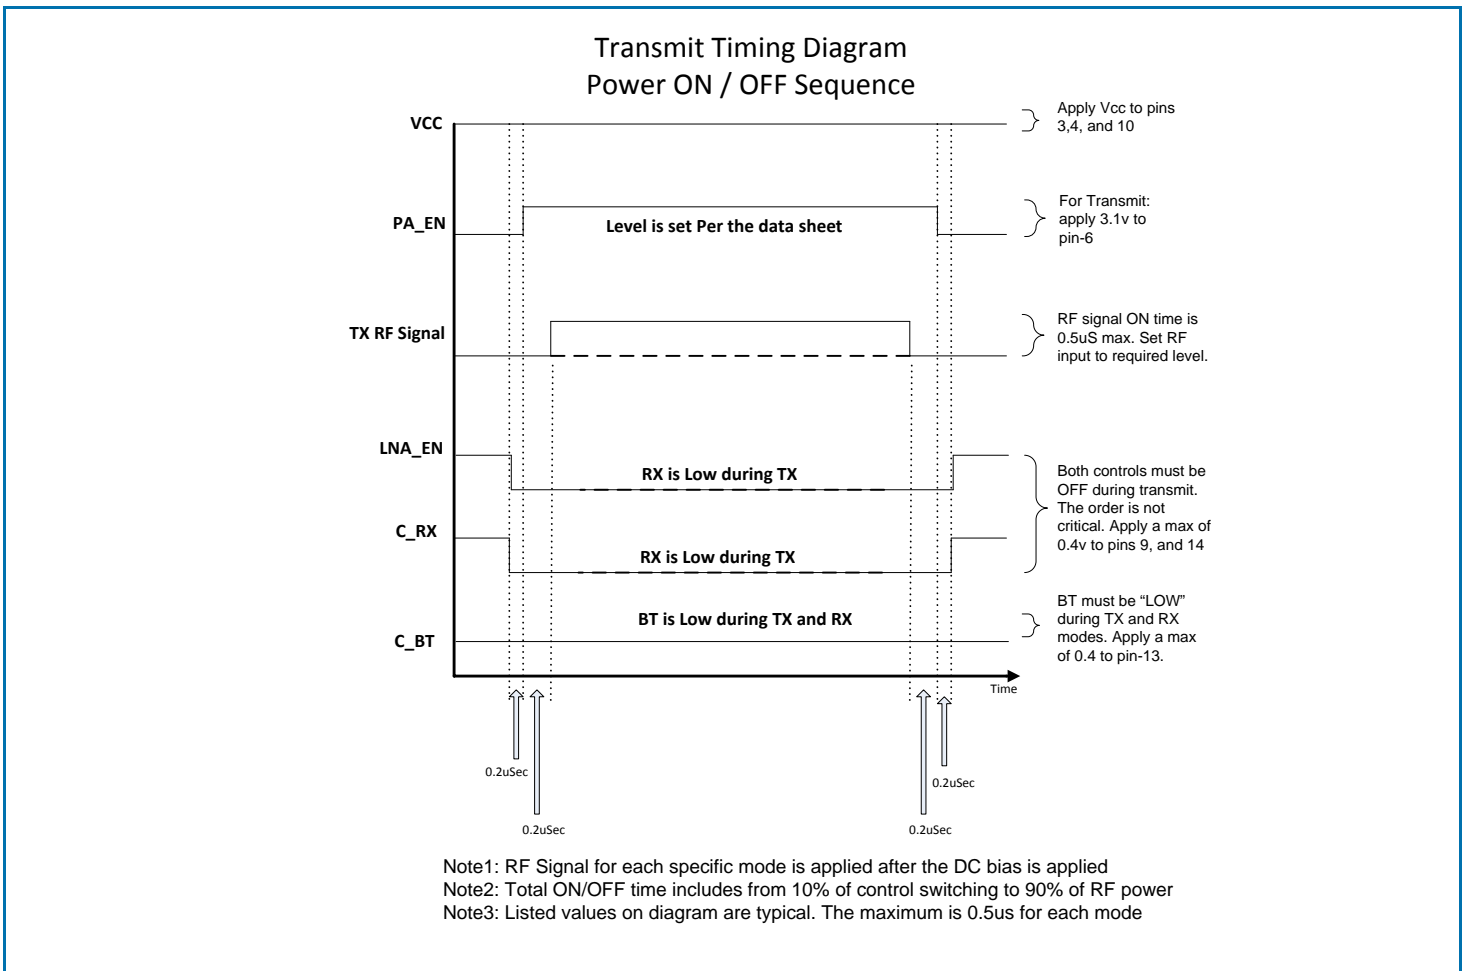 Transmit Timing Diagram
Power ON / OFF Sequence
VCC
Apply Vcc to pins
3,4, and 10
PA_EN
Level is set Per the data sheet
For Transmit:
apply 3.1v to
pin-6
TX RF Signal
RF signal ON time is
0.5uS max. Set RF
input to required level.
LNA_EN
RX is Low during TX
C_RX
RX is Low during TX
Both controls must be
OFF during transmit.
The order is not
critical. Apply a max of
0.4v to pins 9, and 14
C_BT
BT is Low during TX and RX
BT must be “LOW”
during TX and RX
modes. Apply a max
of 0.4 to pin-13.
Time
0.2uSec
0.2uSec
0.2uSec
0.2uSec
Note1: RF Signal for each specific mode is applied after the DC bias is applied
Note2: Total ON/OFF time includes from 10% of control switching to 90% of RF power
Note3: Listed values on diagram are typical. The maximum is 0.5us for each mode